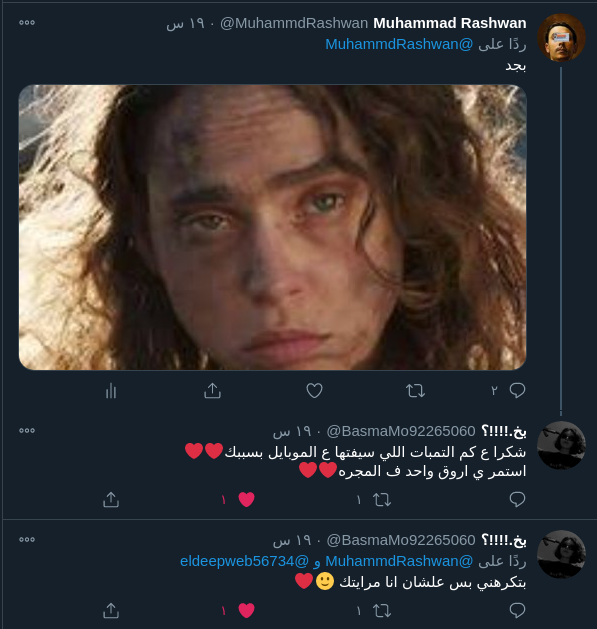 Muhammad Rashwan @MuhammdRashwan · ١٩ س
ردًا على @MuhammdRashwan
بجد
٢
بخ.!!!!؟ @BasmaMo92265060 · ١٩ س
شكرا ع كم التمبات اللي سيفتها ع الموبايل بسببك❤️❤️
استمر ي اروق واحد ف المجره❤️❤️
١ ١
بخ.!!!!؟ @BasmaMo92265060 · ١٩ س
ردًا على @MuhammdRashwan و @eldeepweb56734
بتكرهني بس علشان انا مرايتك 🙂❤️
١ ١